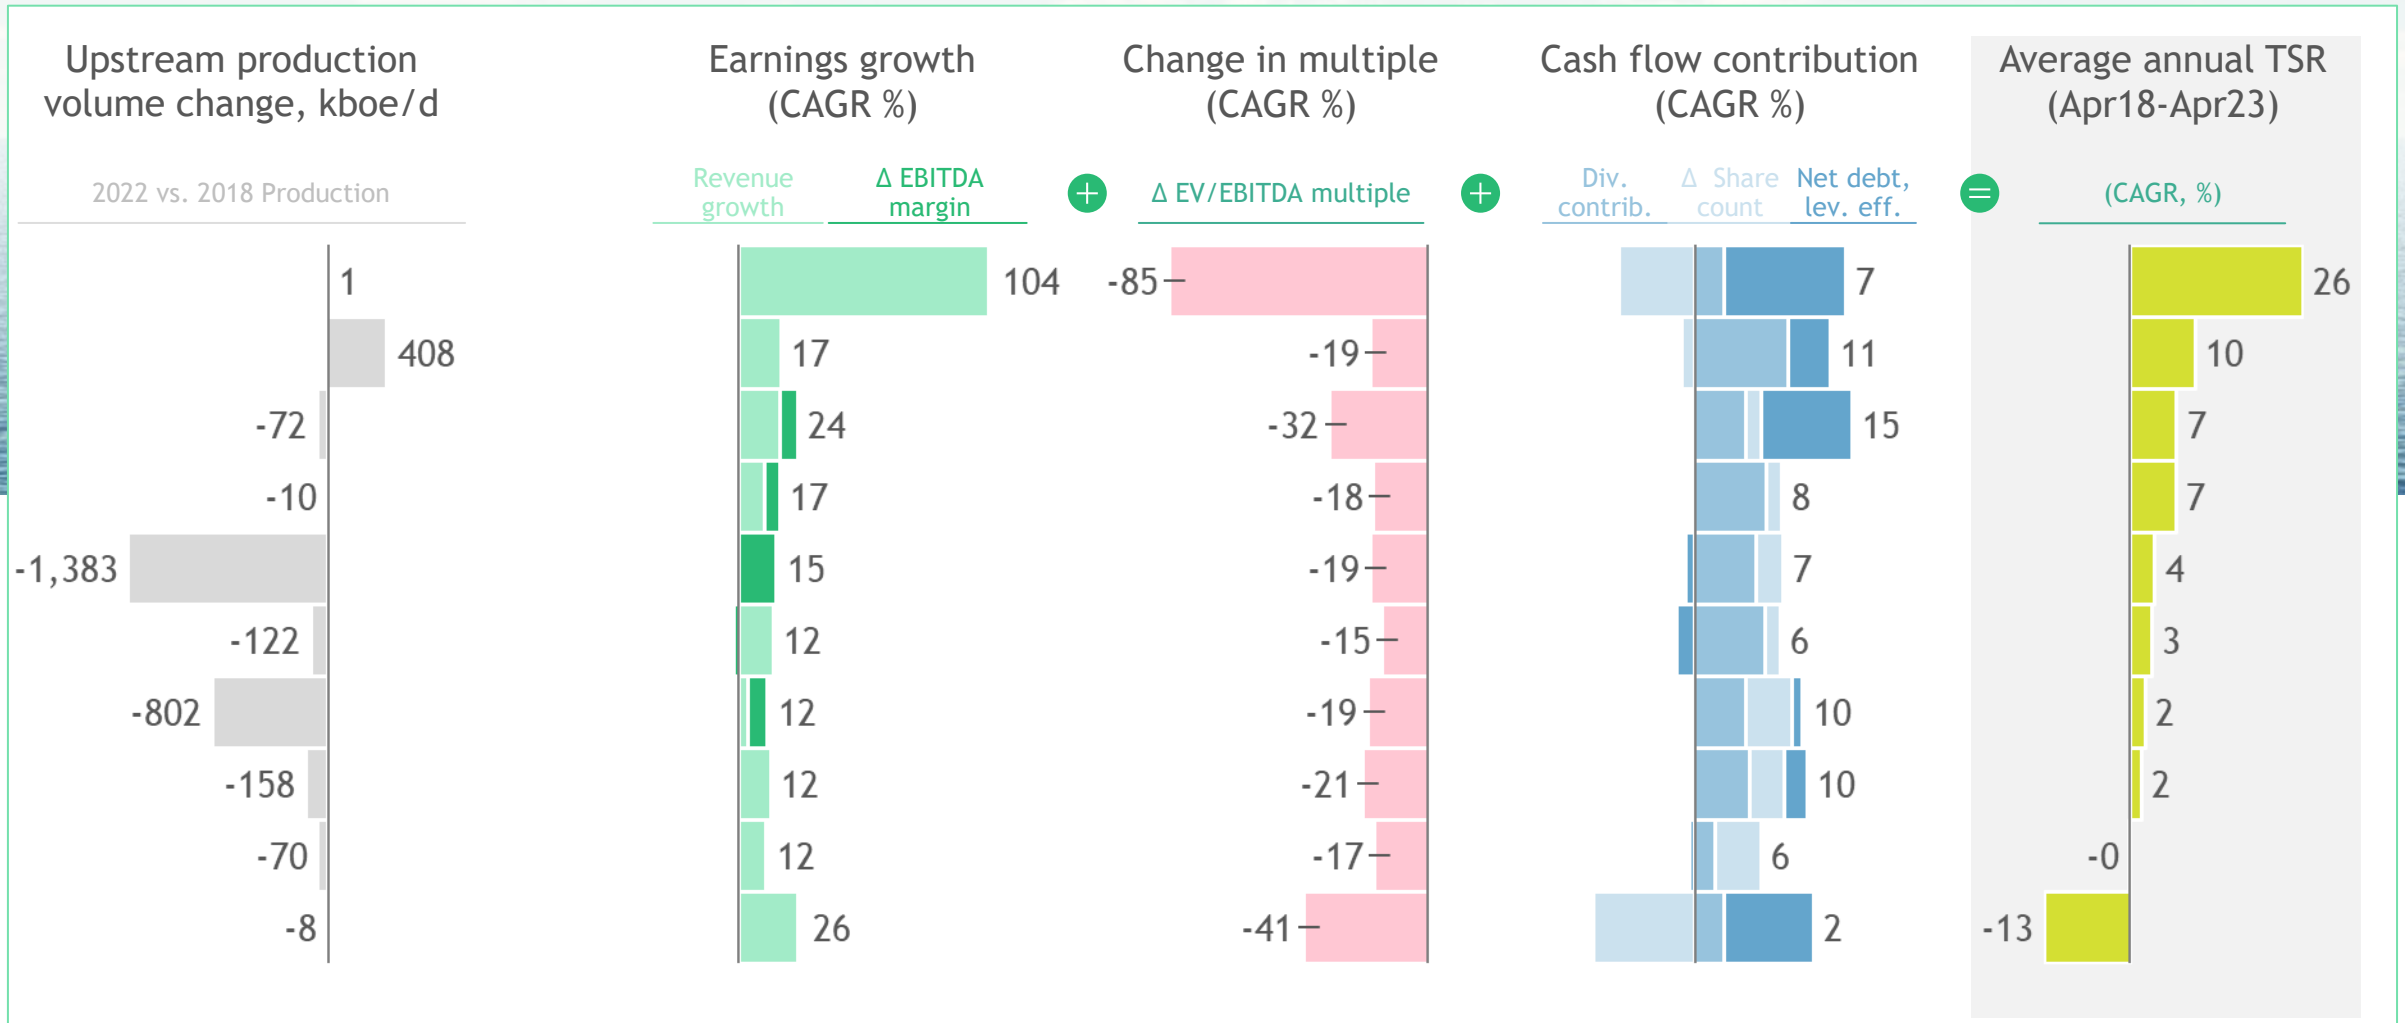 Upstream production
volume change, kboe/d
Earnings growth
(CAGR %)
Change in multiple
(CAGR %)
Cash flow contribution
(CAGR %)
Average annual TSR
(Apr18-Apr23)
2022 vs. 2018 Production
Revenue
growth
Δ EBITDA
margin
+
Δ EV/EBITDA multiple
+
Div.
contrib.
Δ Share
count
Net debt,
lev. eff.
=
(CAGR, %)
1 104 -85 7 26
408 17 -19 11 10
-72 24 -32 15 7
-10 17 -18 8 7
-1,383 15 -19 7 4
-122 12 -15 6 3
-802 12 -19 10 2
-158 12 -21 10 2
-70 12 -17 6 -0
-8 26 -41 2 -13